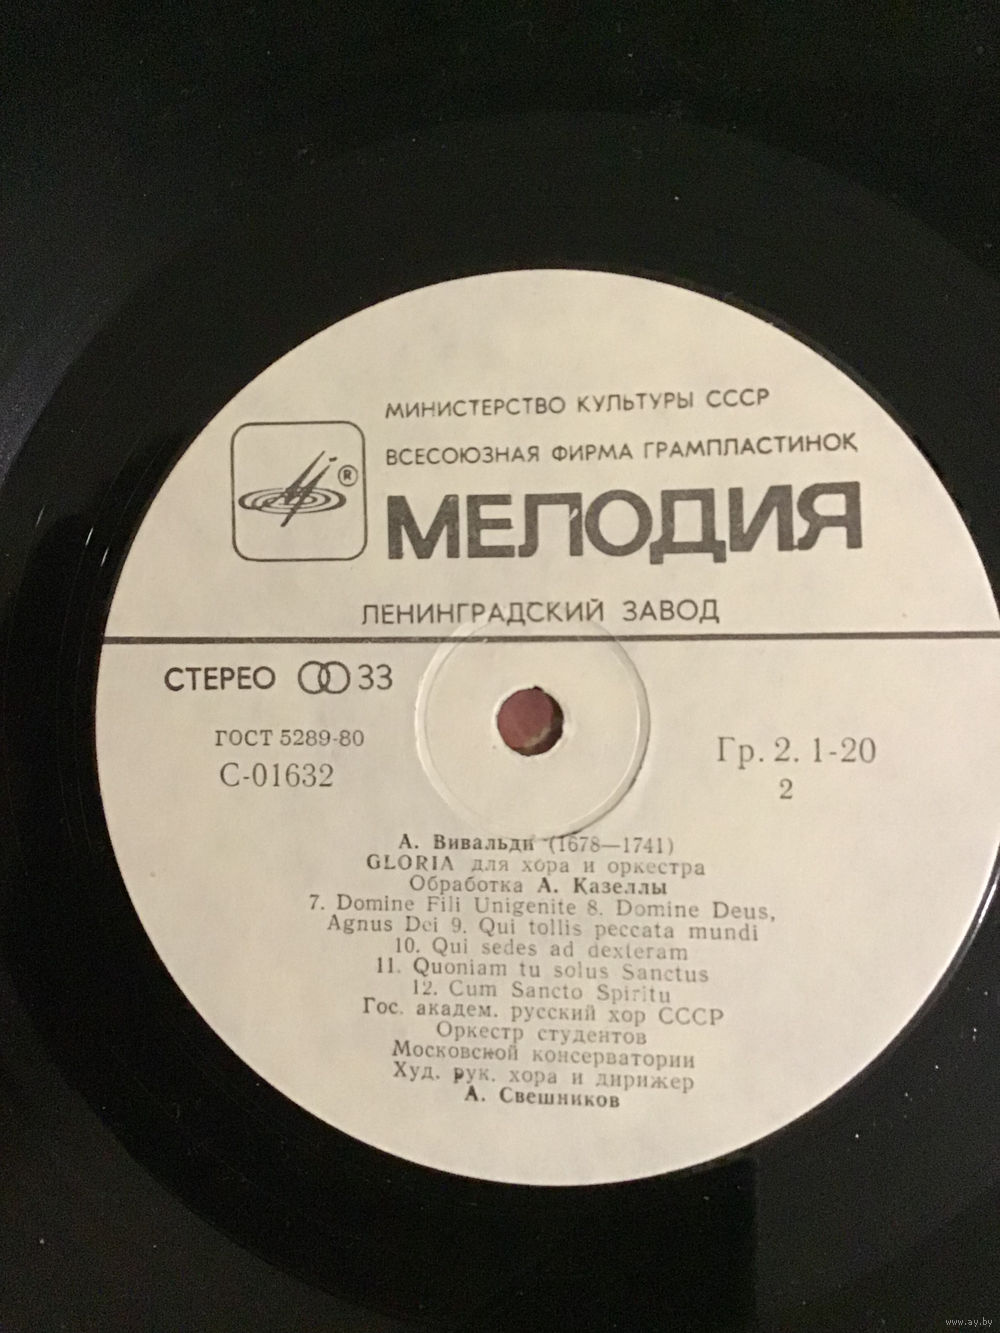 МИНИСТЕРСТВО КУЛЬТУРЫ СССР
ВСЕСОЮЗНАЯ ФИРМА ГРАМПЛАСТИНОК
МЕЛОДИЯ
ЛЕНИНГРАДСКИЙ ЗАВОД
®
СТЕРЕО 33
ГОСТ 5289-80
С-01632
Гр. 2. 1-20
2
А. Вивальди (1678—1741)
GLORIA для хора и оркестра
Обработка А. Казеллы
7. Domine Fili Unigenite 8. Domine Deus,
Agnus Dei 9. Qui tollis peccata mundi
10. Qui sedes ad dexteram
11. Quoniam tu solus Sanctus
12. Cum Sancto Spiritu
Гос. академ. русский хор СССР
Оркестр студентов
Московской консерватории
Худ. рук. хора и дирижер
А. Свешников
www.ay.by